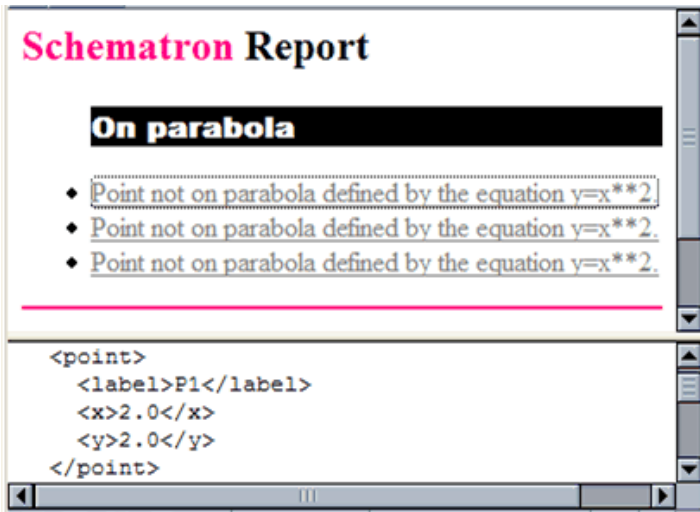 Schematron Report
On parabola
Point not on parabola defined by the equation y=x**2.
Point not on parabola defined by the equation y=x**2.
Point not on parabola defined by the equation y=x**2.
<point>
<label>P1</label>
<x>2.0</x>
<y>2.0</y>
</point>